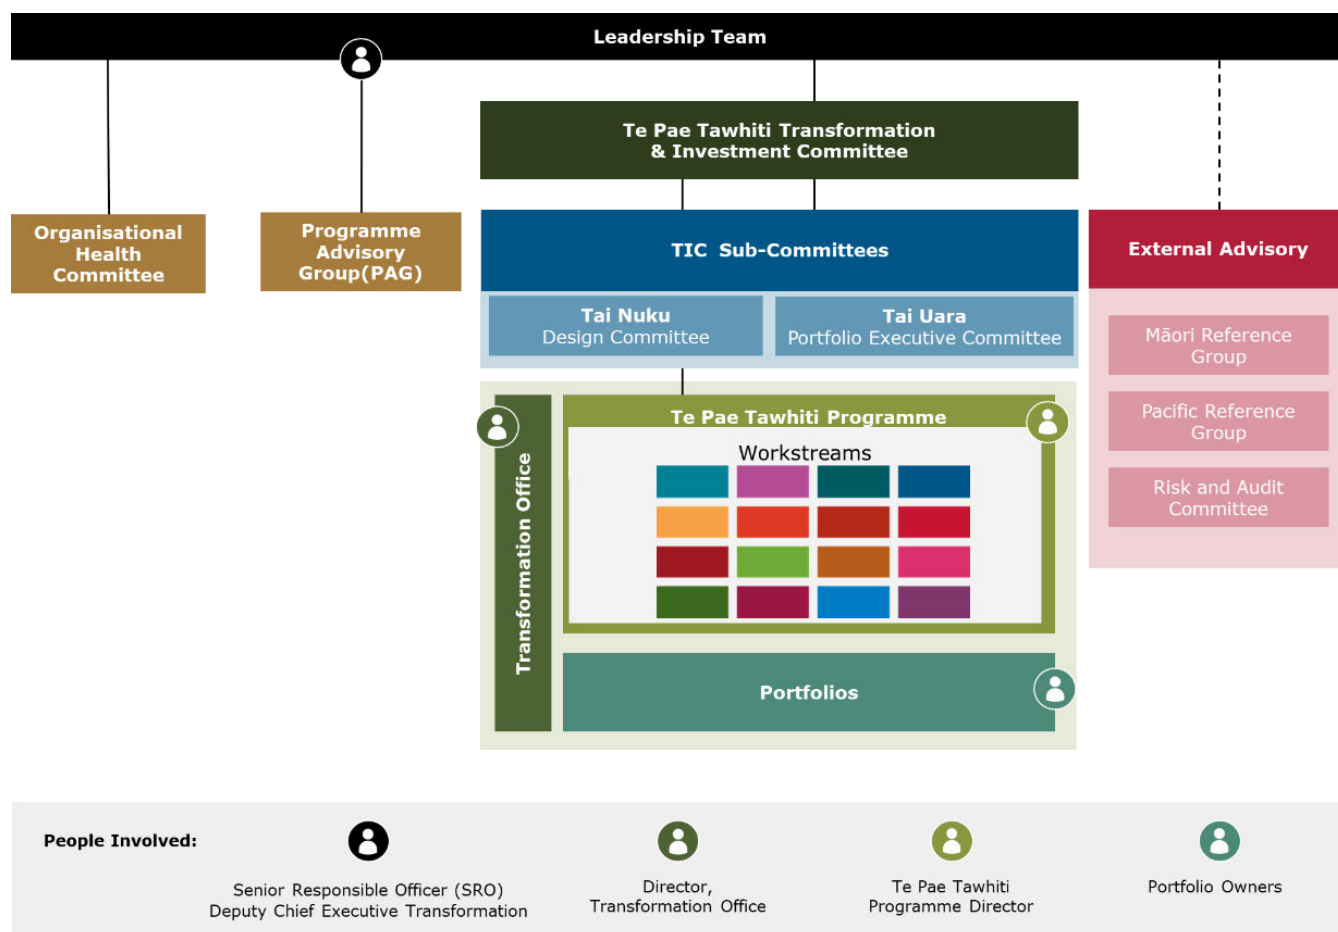 Leadership Team
Te Pae Tawhiti Transformation
& Investment Committee
Organisational
Health
Committee
Programme
Advisory
Group(PAG)
TIC Sub-Committees
External Advisory
Tai Nuku
Design Committee
Tai Uara
Portfolio Executive Committee
Māori Reference
Group
Pacific Reference
Group
Risk and Audit
Committee
Transformation Office
Te Pae Tawhiti Programme
Workstreams
Portfolios
People Involved:
Senior Responsible Officer (SRO)
Deputy Chief Executive Transformation
Director,
Transformation Office
Te Pae Tawhiti
Programme Director
Portfolio Owners